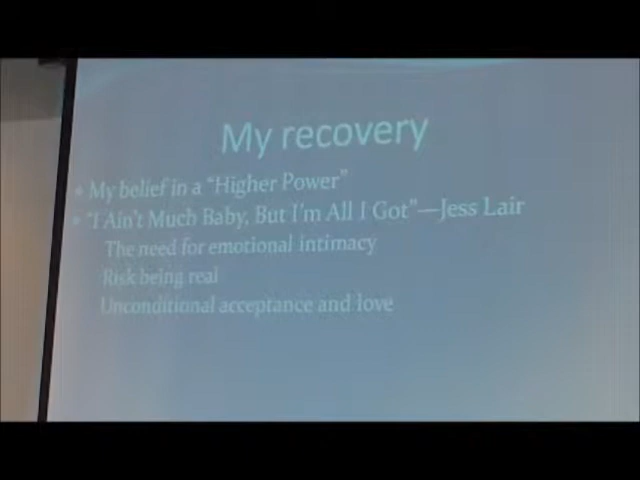 My recovery
• My belief in a “Higher Power”
• “I Ain’t Much Baby, But I’m All I Got”—Jess Lair
The need for emotional intimacy
Risk being real
Unconditional acceptance and love